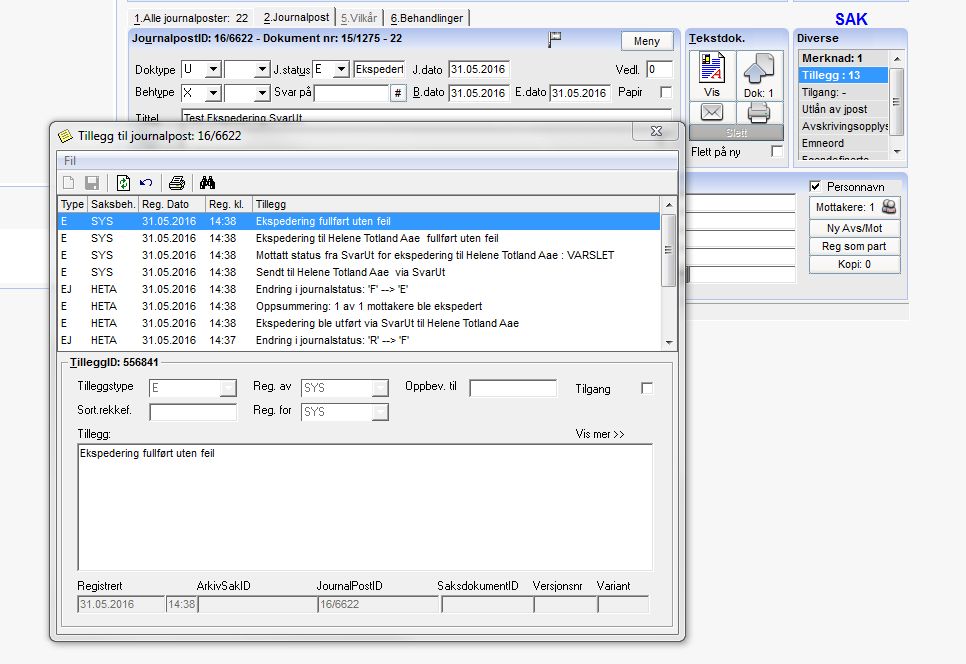 1.Alle journalposter: 22 2.Journalpost 5.Vilkår 6.Behandlinger
SAK
JournalpostID: 16/6622 - Dokument nr: 15/1275 - 22
Meny
Doktype U J.status E Ekspedert J.dato 31.05.2016 Vedl. 0
Behtype X Svar på # B.dato 31.05.2016 E.dato 31.05.2016 Papir
Tittel Test Ekspedering SvarUt
Tekstdok.
Vis
Dok: 1
Slett
Flett på ny
Diverse
Merknad: 1
Tillegg : 13
Tilgang: -
Utlån av jpost
Avskrivingsopplys
Emneord
Egendefinerte
Personnavn
Mottakere: 1
Ny Avs/Mot
Reg som part
Kopi: 0
Tillegg til journalpost: 16/6622
Fil
Type Saksbeh. Reg. Dato Reg. kl. Tillegg
E SYS 31.05.2016 14:38 Ekspedering fullført uten feil
E SYS 31.05.2016 14:38 Ekspedering til Helene Totland Aae fullført uten feil
E SYS 31.05.2016 14:38 Mottatt status fra SvarUt for ekspedering til Helene Totland Aae : VARSLET
E SYS 31.05.2016 14:38 Sendt til Helene Totland Aae via SvarUt
EJ HETA 31.05.2016 14:38 Endring i journalstatus: 'F' --> 'E'
E HETA 31.05.2016 14:38 Oppsummering: 1 av 1 mottakere ble ekspedert
E HETA 31.05.2016 14:38 Ekspedering ble utført via SvarUt til Helene Totland Aae
EJ HETA 31.05.2016 14:37 Endring i journalstatus: 'R' --> 'F'
TilleggID: 556841
Tilleggstype E Reg. av SYS Oppbev. til Tilgang
Sort.rekkef. Reg. for SYS
Tillegg: Vis mer >>
Ekspedering fullført uten feil
Registrert ArkivSakID JournalPostID SaksdokumentID Versjonsnr Variant
31.05.2016 14:38 16/6622